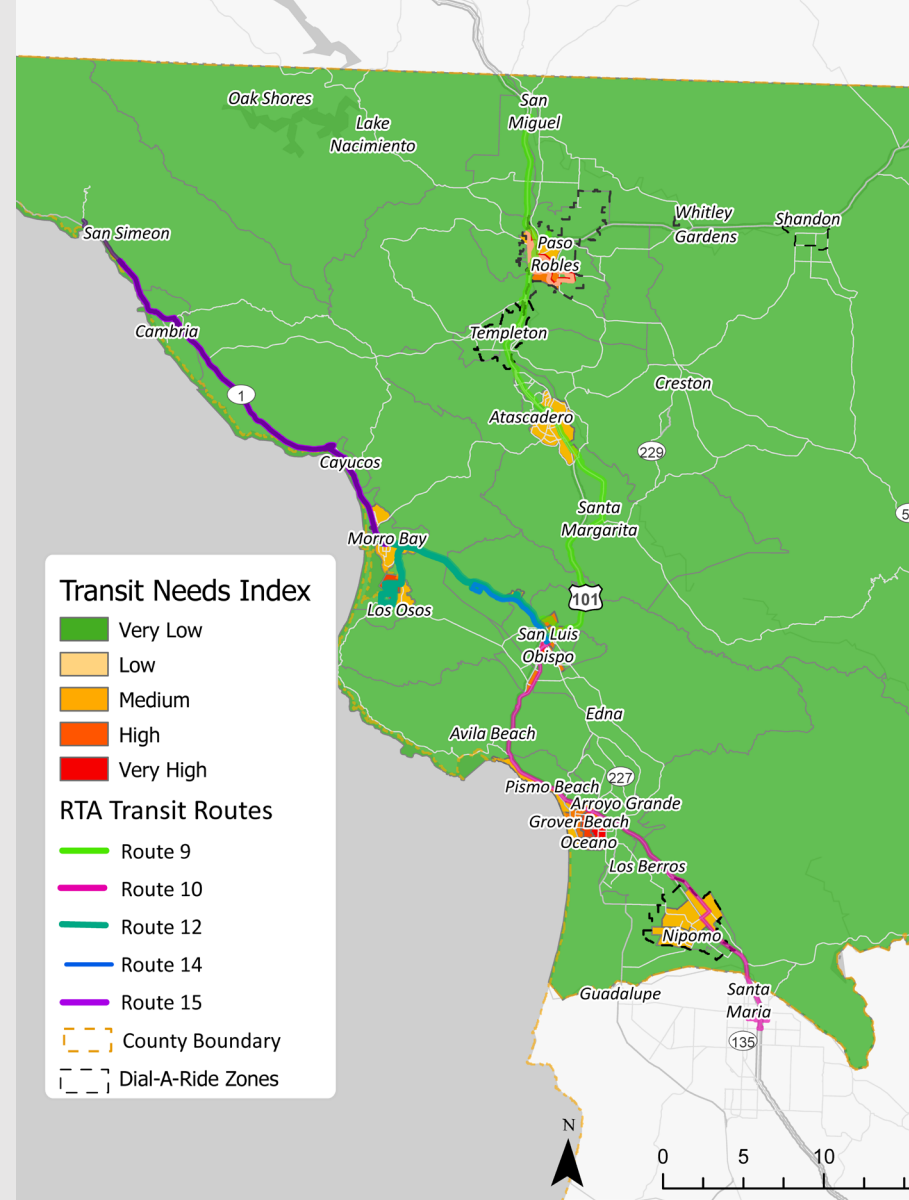 Oak Shores
San
Miguel
Lake
Nacimiento
Whitley
Gardens
Shandon
San Simeon
Paso
Robles
Cambria
Templeton
Creston
1
Atascadero
229
Cayucos
Santa
Margarita
5
Morro Bay
101
Los Osos
San Luis
Obispo
Edna
Avila Beach
227
Pismo Beach
Arroyo Grande
Grover Beach
Oceano
Los Berros
Nipomo
Guadalupe
Santa
Maria
135
Transit Needs Index
Very Low
Low
Medium
High
Very High
RTA Transit Routes
Route 9
Route 10
Route 12
Route 14
Route 15
County Boundary
Dial-A-Ride Zones
N
0 5 10